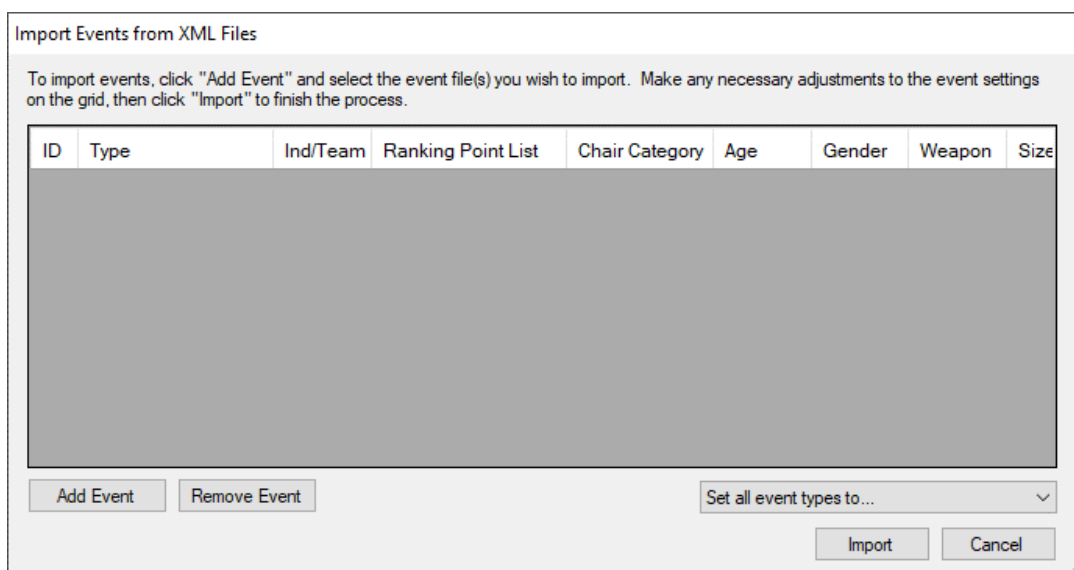 Import Events from XML Files
To import events, click "Add Event" and select the event file(s) you wish to import. Make any necessary adjustments to the event settings
on the grid, then click "Import" to finish the process.
ID Type Ind/Team Ranking Point List Chair Category Age Gender Weapon Size
Add Event Remove Event Set all event types to...
Import Cancel